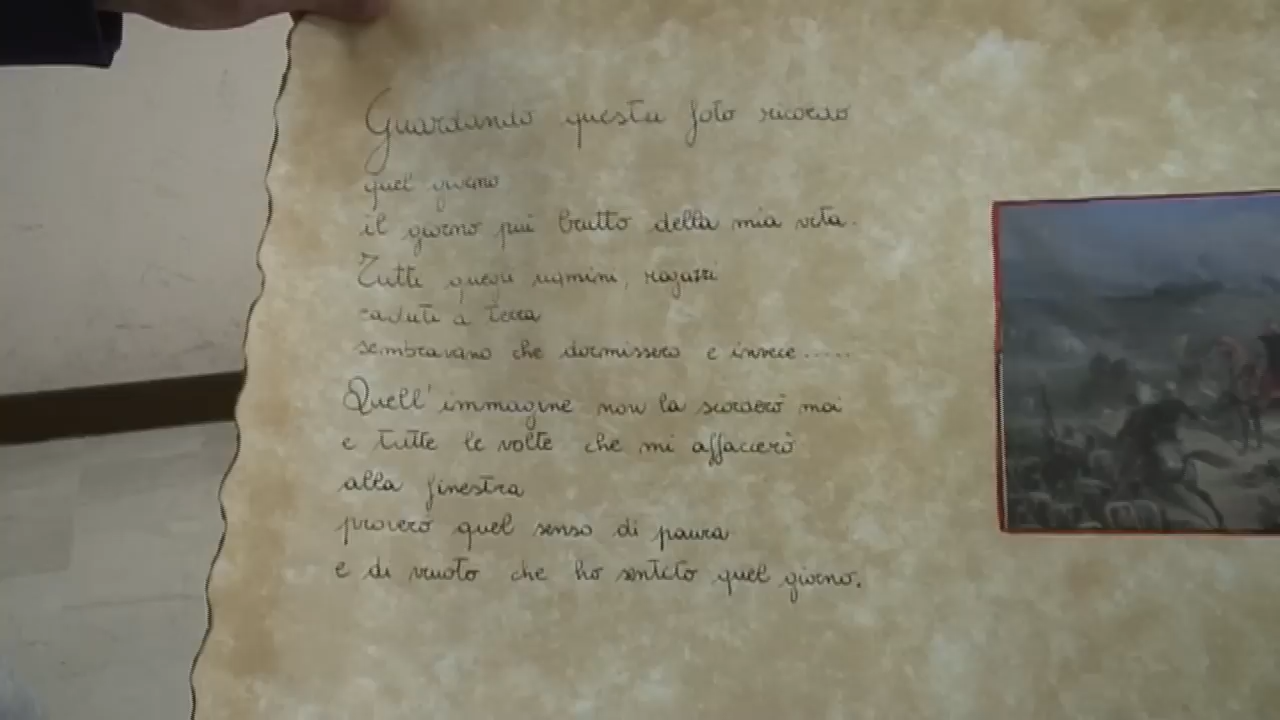 Guardando questa foto ricordo
quel giorno
il giorno più brutto della mia vita.
Tutti quegli uomini, ragazzi
caduti a terra
sembravano che dormissero e invece.....
Quell'immagine non la scorderò mai
e tutte le volte che mi affaccerò
alla finestra
proverò quel senso di paura
e di vuoto che ho sentito quel giorno.